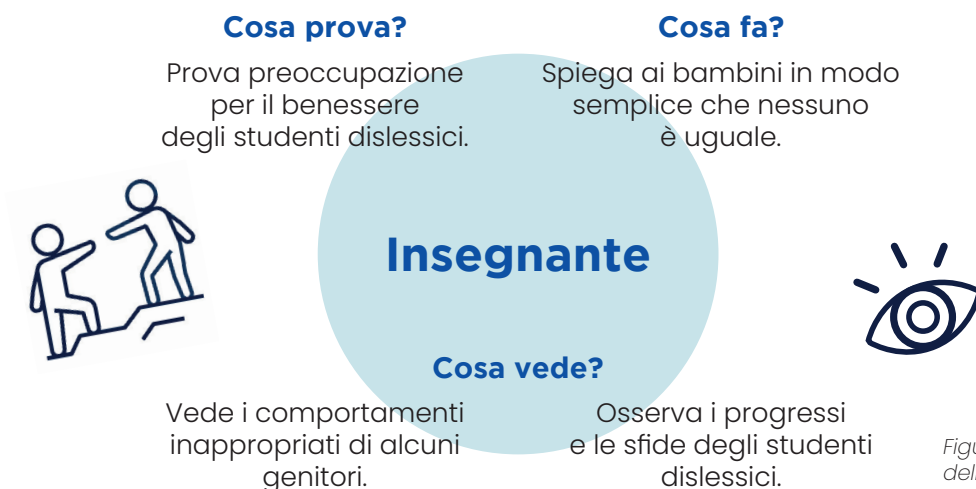 Cosa prova?
Prova preoccupazione
per il benessere
degli studenti dislessici.
Cosa fa?
Spiega ai bambini in modo
semplice che nessuno
è uguale.
Insegnante
Cosa vede?
Vede i comportamenti
inappropriati di alcuni
genitori.
Osserva i progressi
e le sfide degli studenti
dislessici.